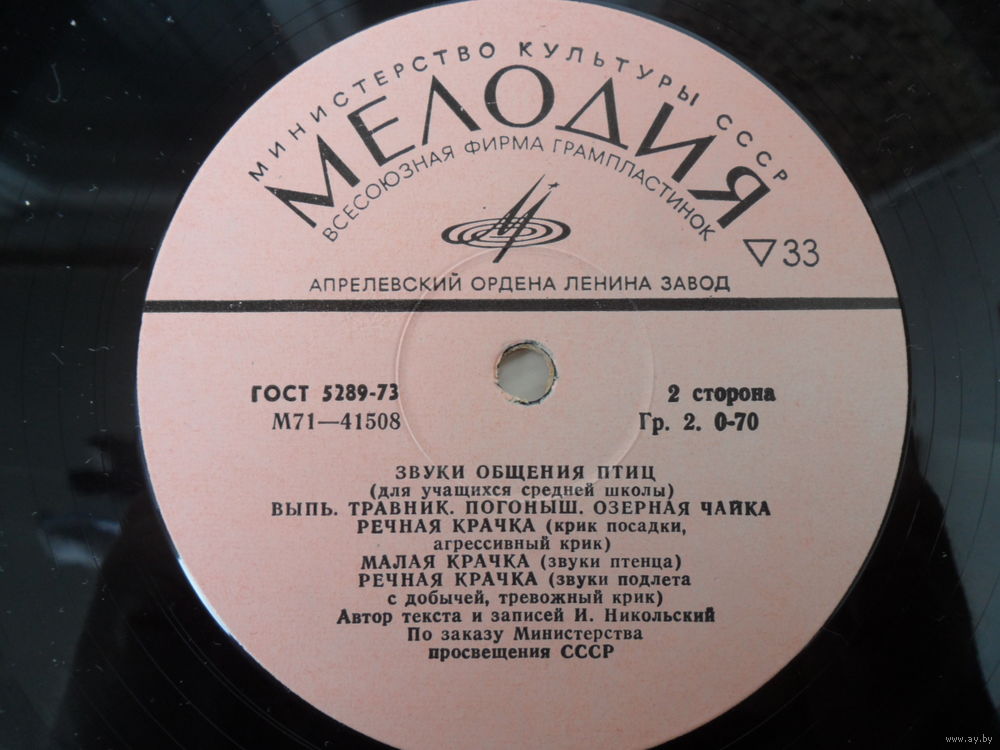 МИНИСТЕРСТВО КУЛЬТУРЫ СССР
МЕЛОДИЯ
ВСЕСОЮЗНАЯ ФИРМА ГРАМПЛАСТИНОК
▽33
АПРЕЛЕВСКИЙ ОРДЕНА ЛЕНИНА ЗАВОД
ГОСТ 5289-73
М71—41508
2 сторона
Гр. 2. 0-70
ЗВУКИ ОБЩЕНИЯ ПТИЦ
(для учащихся средней школы)
ВЫПЬ. ТРАВНИК. ПОГОНЫШ. ОЗЕРНАЯ ЧАЙКА
РЕЧНАЯ КРАЧКА (крик посадки,
агрессивный крик)
МАЛАЯ КРАЧКА (звуки птенца)
РЕЧНАЯ КРАЧКА (звуки подлета
с добычей, тревожный крик)
Автор текста и записей И. Никольский
По заказу Министерства
просвещения СССР
www.ay.by